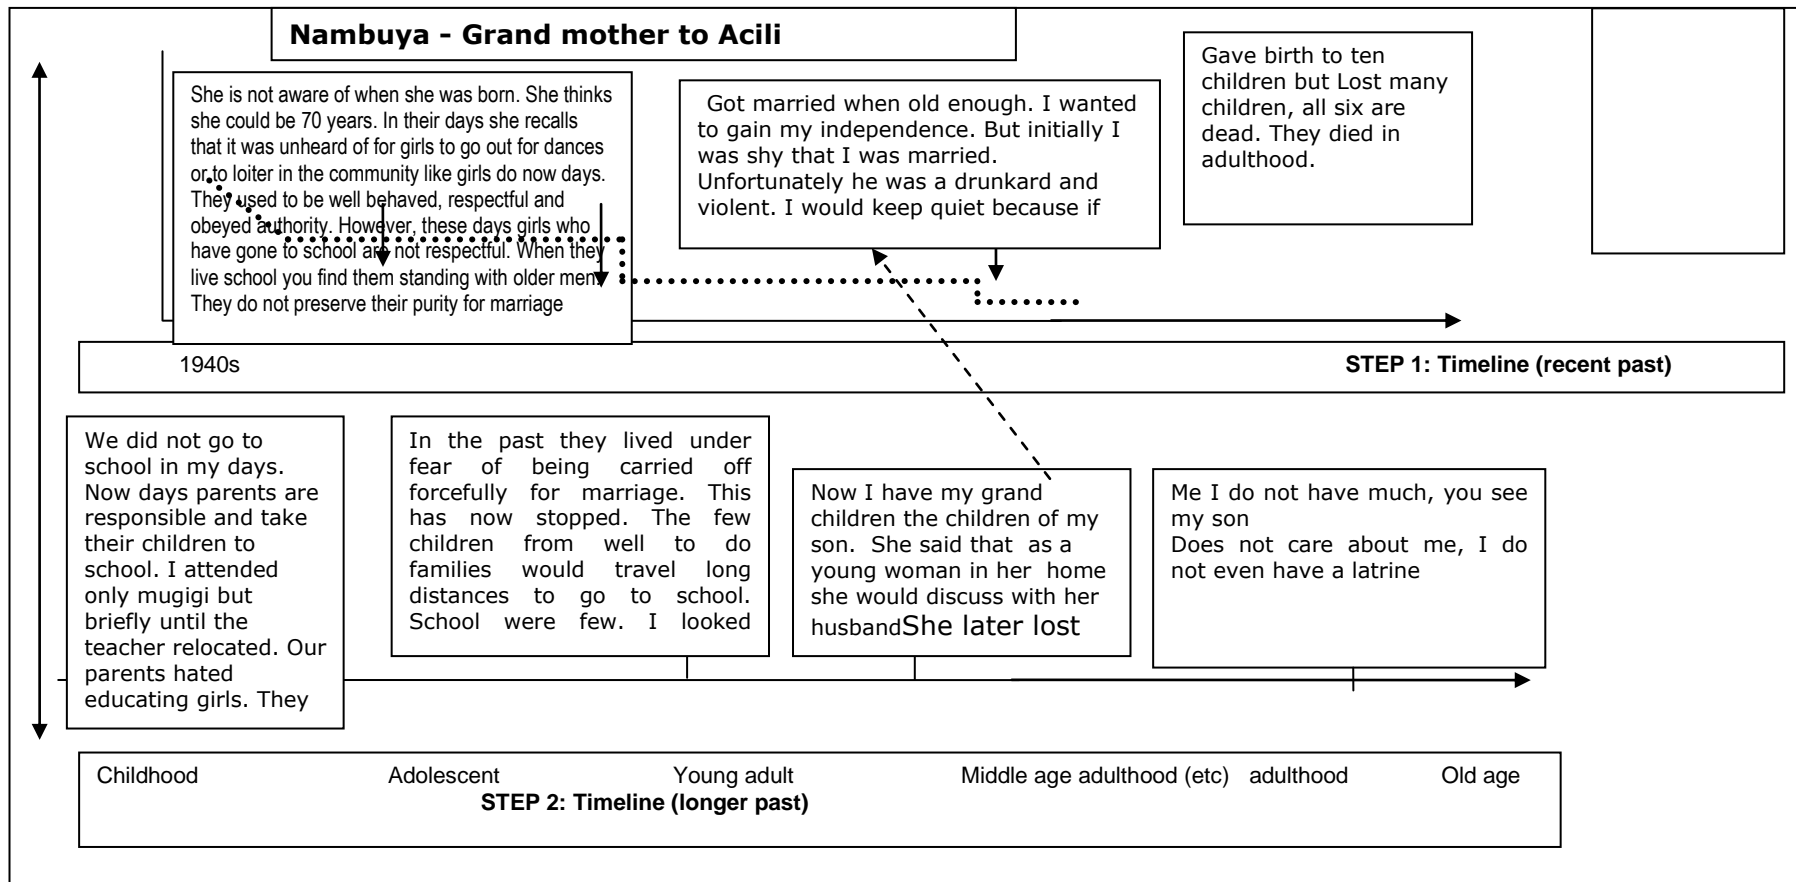 Nambuya - Grand mother to Acili
She is not aware of when she was born. She thinks
she could be 70 years. In their days she recalls
that it was unheard of for girls to go out for dances
or to loiter in the community like girls do now days.
They used to be well behaved, respectful and
obeyed authority. However, these days girls who
have gone to school are not respectful. When they
live school you find them standing with older men.
They do not preserve their purity for marriage
Got married when old enough. I wanted
to gain my independence. But initially I
was shy that I was married.
Unfortunately he was a drunkard and
violent. I would keep quiet because if
Gave birth to ten
children but Lost many
children, all six are
dead. They died in
adulthood.
1940s
STEP 1: Timeline (recent past)
We did not go to
school in my days.
Now days parents are
responsible and take
their children to
school. I attended
only mugigi but
briefly until the
teacher relocated. Our
parents hated
educating girls. They
In the past they lived under
fear of being carried off
forcefully for marriage. This
has now stopped. The few
children from well to do
families would travel long
distances to go to school.
School were few. I looked
Now I have my grand
children the children of my
son. She said that as a
young woman in her home
she would discuss with her
husbandShe later lost
Me I do not have much, you see
my son
Does not care about me, I do
not even have a latrine
Childhood Adolescent Young adult Middle age adulthood (etc) adulthood Old age
STEP 2: Timeline (longer past)